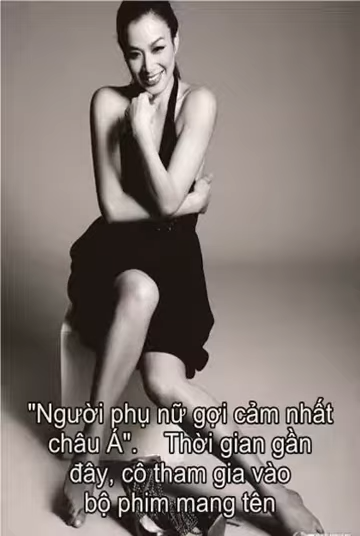 "Người phụ nữ gợi cảm nhất
châu Á".    Thời gian gần
đây, cô tham gia vào
bộ phim mang tên